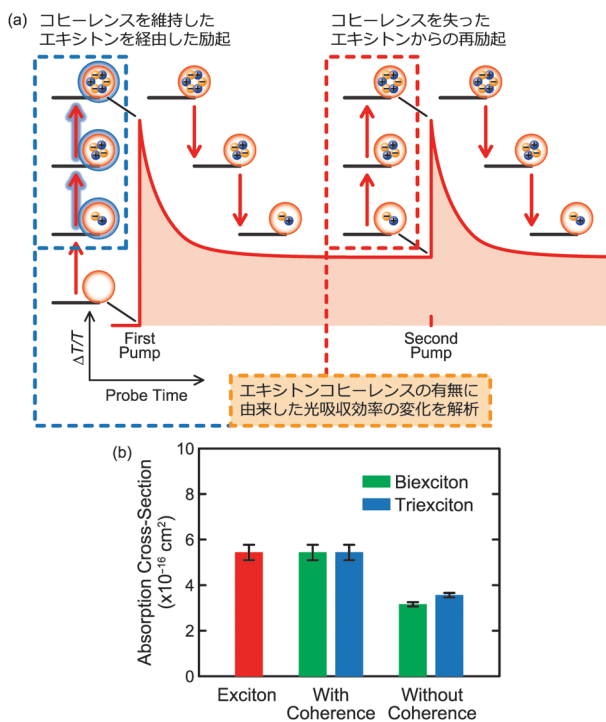 (a)
コヒーレンスを維持した
エキシトンを経由した励起
コヒーレンスを失った
エキシトンからの再励起
First
Pump
Second
Pump
ΔT/T
Probe Time
エキシトンコヒーレンスの有無に
由来した光吸収効率の変化を解析
(b)
Absorption Cross-Section
(x10⁻¹⁶ cm²)
10
8
6
4
2
0
Biexciton
Triexciton
Exciton
With
Coherence
Without
Coherence